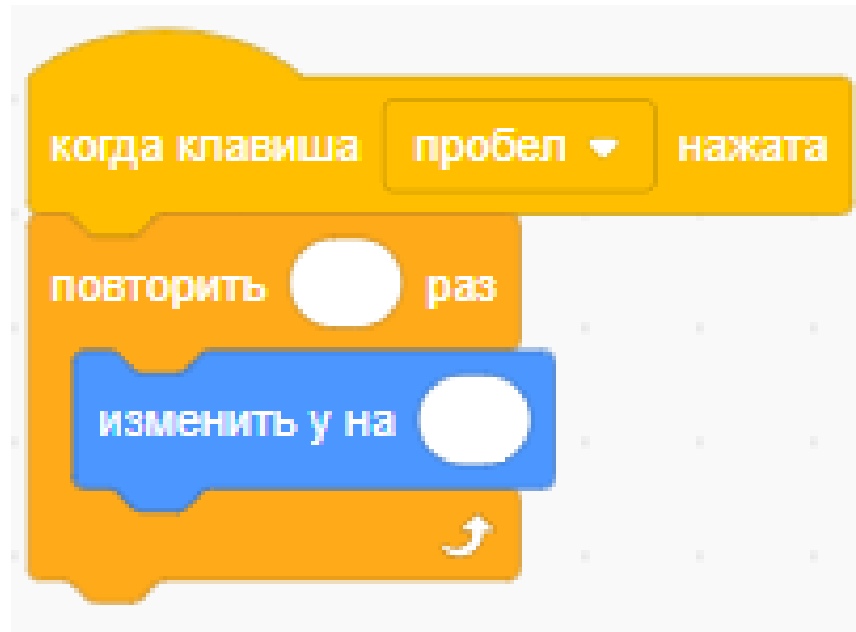 когда клавиша пробел нажата
повторить раз
изменить y на